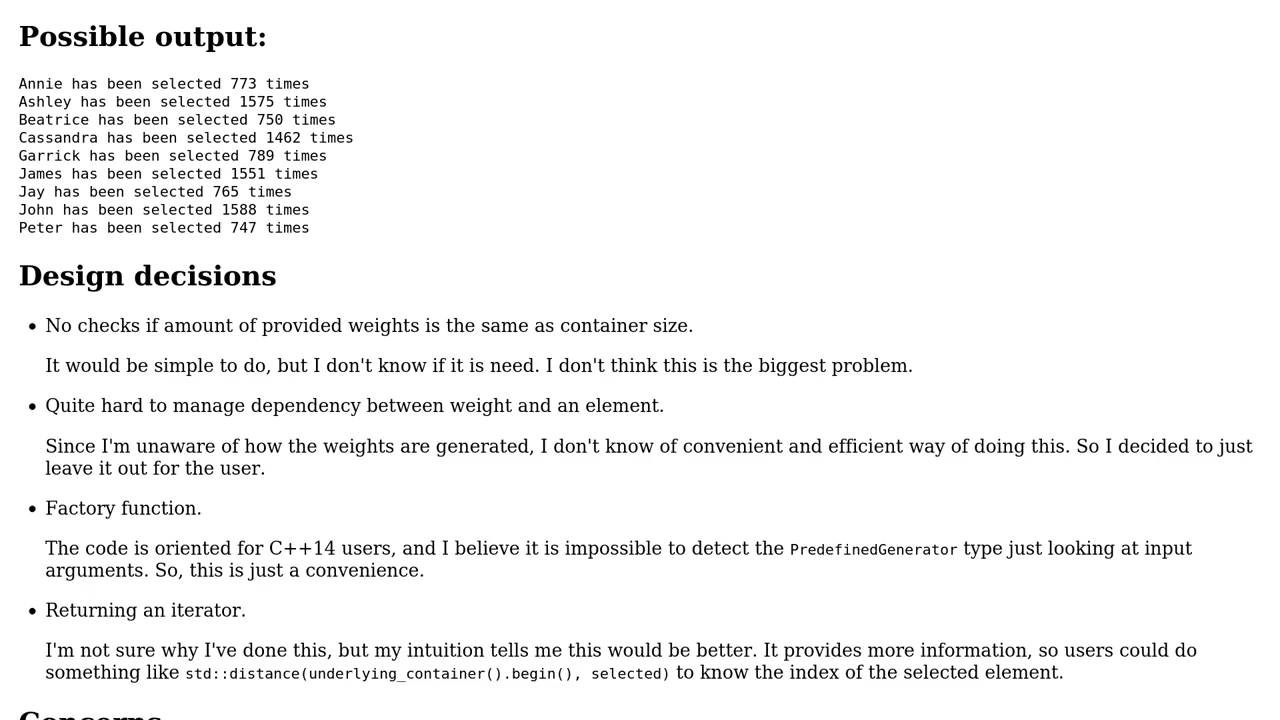 Possible output:
Annie has been selected 773 times
Ashley has been selected 1575 times
Beatrice has been selected 750 times
Cassandra has been selected 1462 times
Garrick has been selected 789 times
James has been selected 1551 times
Jay has been selected 765 times
John has been selected 1588 times
Peter has been selected 747 times
Design decisions
• No checks if amount of provided weights is the same as container size.
It would be simple to do, but I don't know if it is need. I don't think this is the biggest problem.
• Quite hard to manage dependency between weight and an element.
Since I'm unaware of how the weights are generated, I don't know of convenient and efficient way of doing this. So I decided to just
leave it out for the user.
• Factory function.
The code is oriented for C++14 users, and I believe it is impossible to detect the PredefinedGenerator type just looking at input
arguments. So, this is just a convenience.
• Returning an iterator.
I'm not sure why I've done this, but my intuition tells me this would be better. It provides more information, so users could do
something like std::distance(underlying_container().begin(), selected) to know the index of the selected element.
Concerns